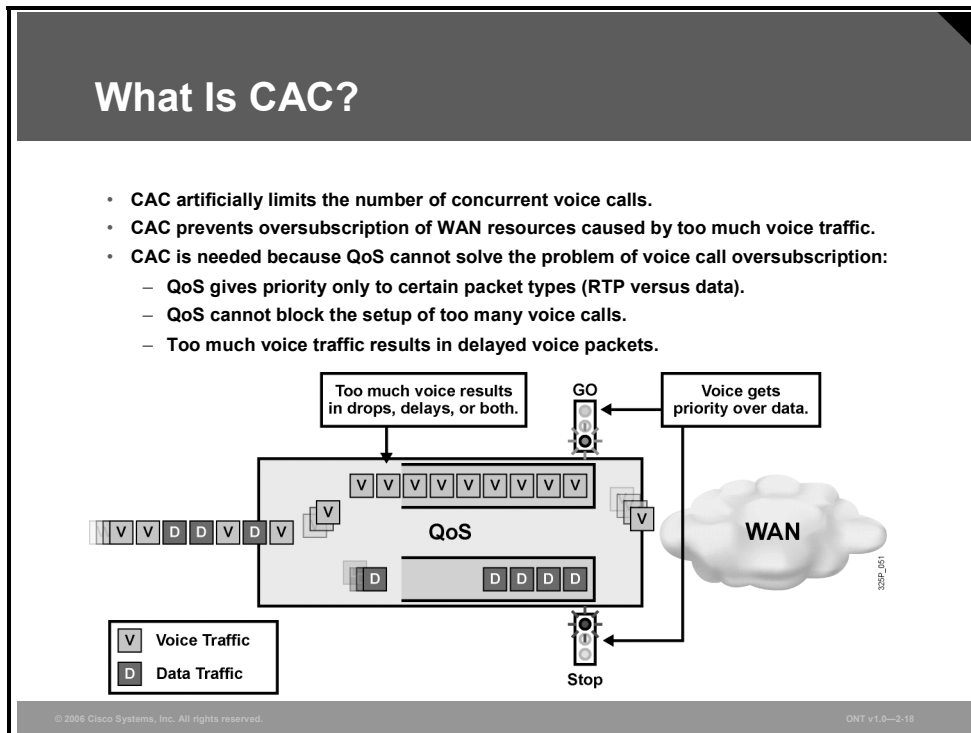 What Is CAC?
• CAC artificially limits the number of concurrent voice calls.
• CAC prevents oversubscription of WAN resources caused by too much voice traffic.
• CAC is needed because QoS cannot solve the problem of voice call oversubscription:
– QoS gives priority only to certain packet types (RTP versus data).
– QoS cannot block the setup of too many voice calls.
– Too much voice traffic results in delayed voice packets.
Too much voice results
in drops, delays, or both.
GO
Voice gets
priority over data.
V V V V V V V V V
V V D D V D V
V
QoS
V
WAN
D
D D D D
325P_051
V Voice Traffic
D Data Traffic
Stop
© 2006 Cisco Systems, Inc. All rights reserved.
ONT v1.0—2-18